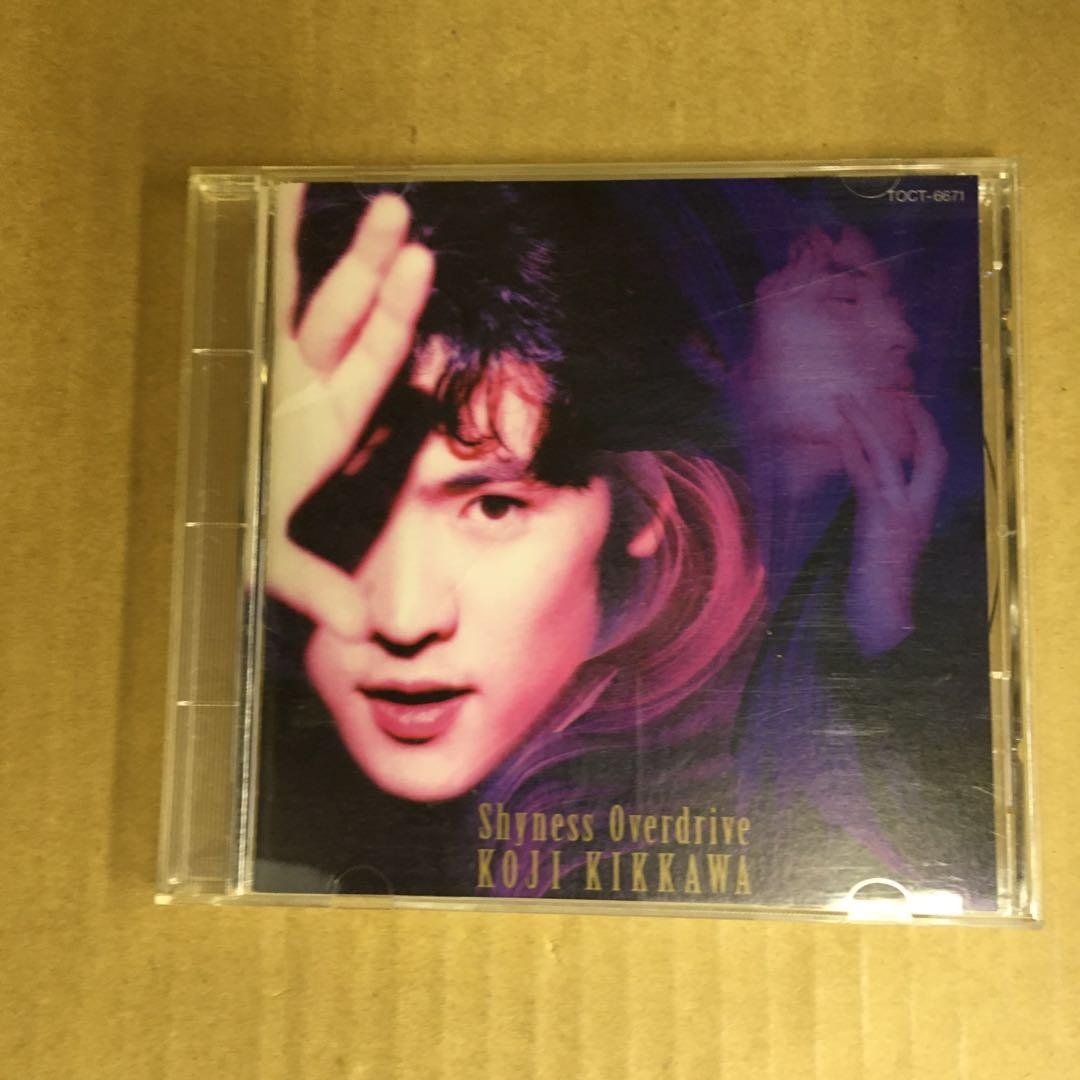 TOCT-6671
Shyness Overdrive
KOJI KIKKAWA